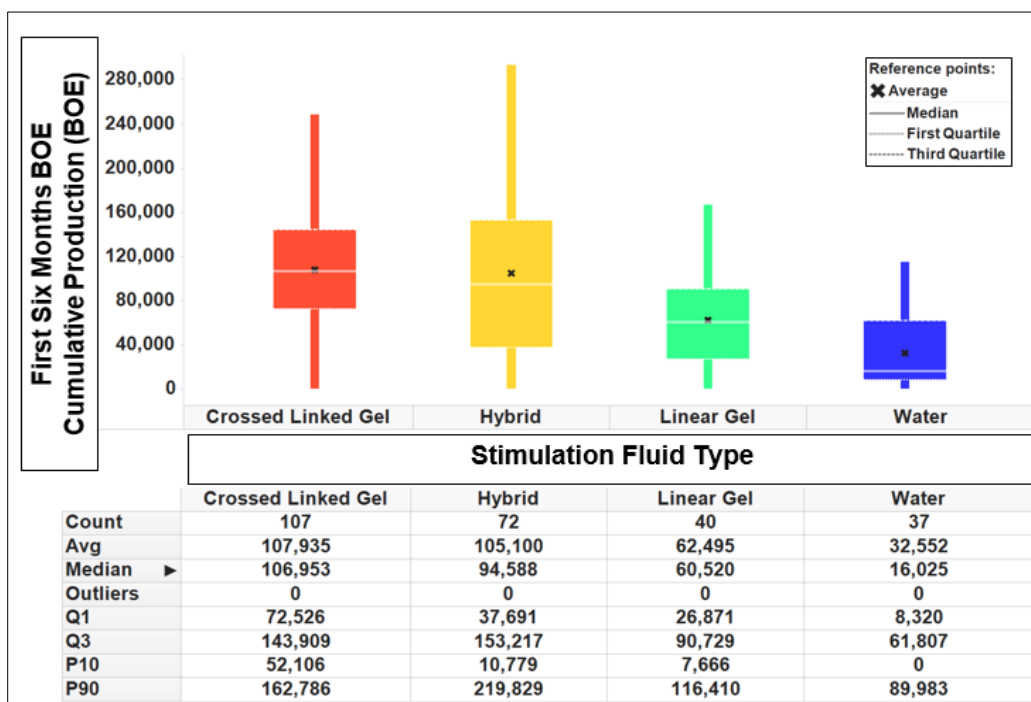 First Six Months BOE
Cumulative Production (BOE)
280,000
240,000
200,000
160,000
120,000
80,000
40,000
0
Reference points:
✖ Average
Median
First Quartile
Third Quartile
Crossed Linked Gel Hybrid Linear Gel Water
Stimulation Fluid Type
Crossed Linked Gel Hybrid Linear Gel Water
Count 107 72 40 37
Avg 107,935 105,100 62,495 32,552
Median ▶ 106,953 94,588 60,520 16,025
Outliers 0 0 0 0
Q1 72,526 37,691 26,871 8,320
Q3 143,909 153,217 90,729 61,807
P10 52,106 10,779 7,666 0
P90 162,786 219,829 116,410 89,983